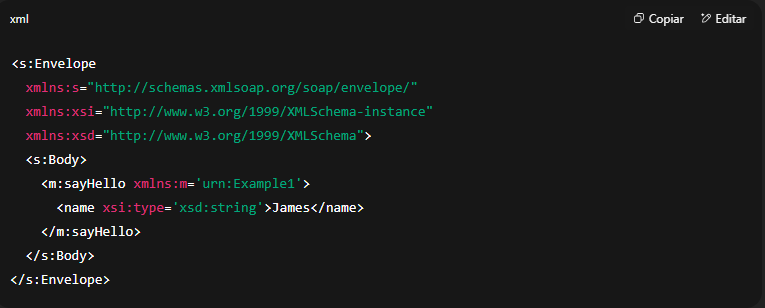 xml Copiar Editar
<s:Envelope
xmlns:s="http://schemas.xmlsoap.org/soap/envelope/"
xmlns:xsi="http://www.w3.org/1999/XMLSchema-instance"
xmlns:xsd="http://www.w3.org/1999/XMLSchema">
<s:Body>
<m:sayHello xmlns:m='urn:Example1'>
<name xsi:type='xsd:string'>James</name>
</m:sayHello>
</s:Body>
</s:Envelope>